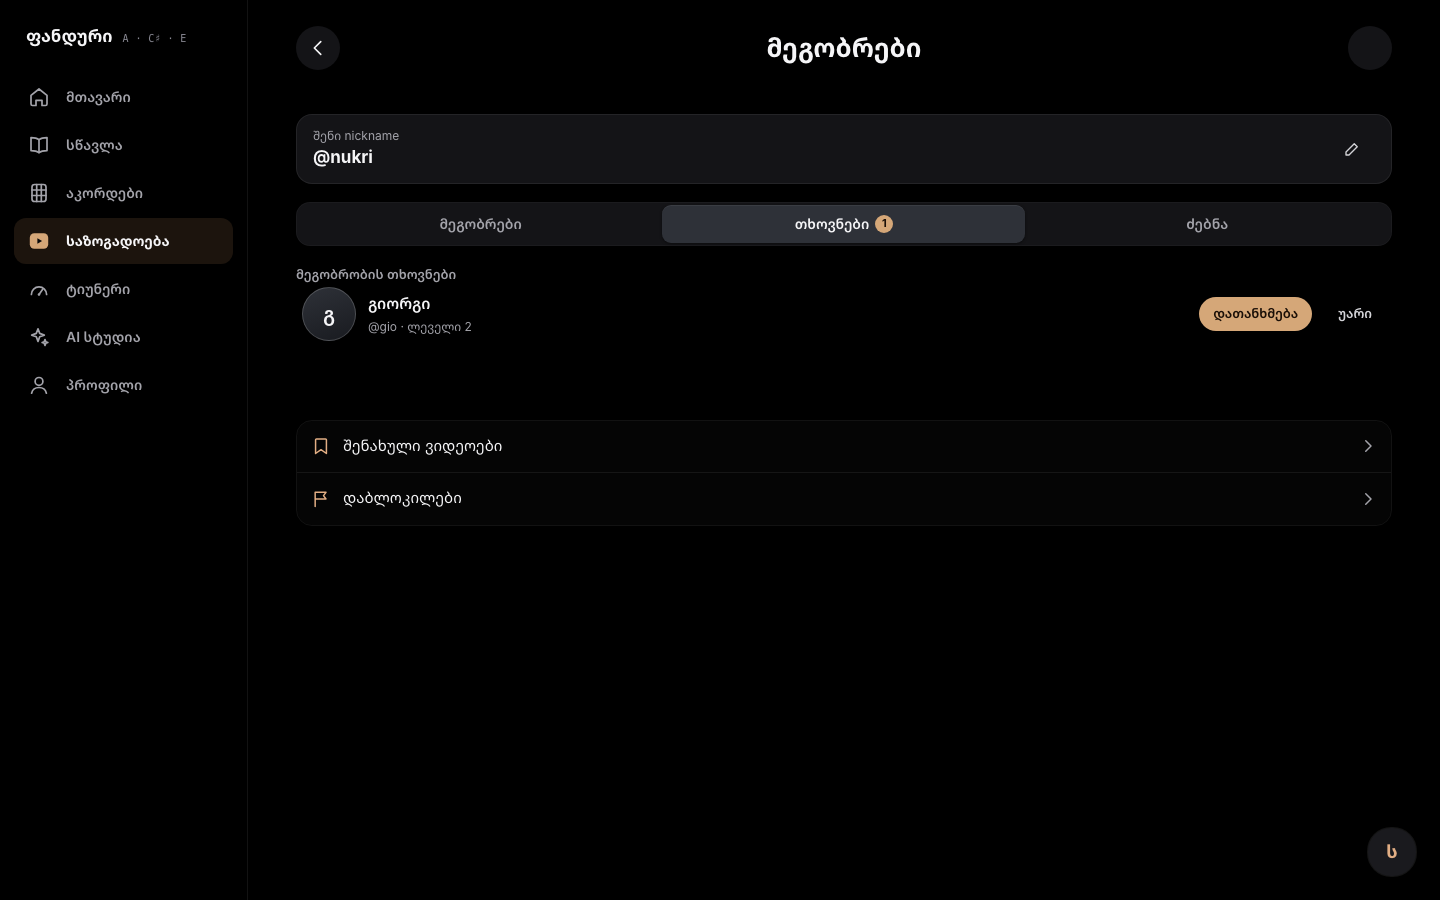 ფანდური A · C♯ · E
მთავარი
სწავლა
აკორდები
საზოგადოება
ტიუნერი
AI სტუდია
პროფილი
მეგობრები
შენი nickname
@nukri
მეგობრები
თხოვნები 1
ძებნა
მეგობრობის თხოვნები
გ
გიორგი
@gio · ლეველი 2
დათანხმება
უარი
შენახული ვიდეოები
დაბლოკილები
ს